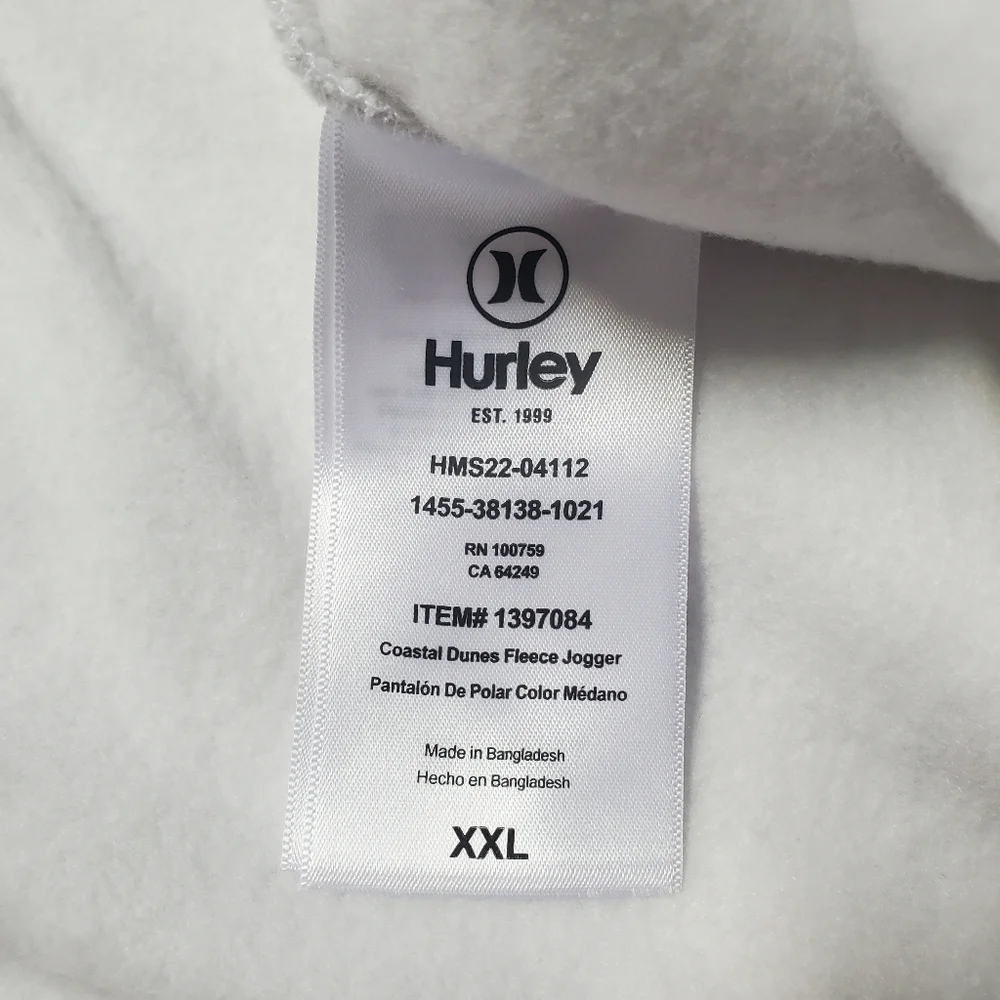 Hurley
EST. 1999
HMS22-04112
1455-38138-1021
RN 100759
CA 64249
ITEM# 1397084
Coastal Dunes Fleece Jogger
Pantalón De Polar Color Médano
Made in Bangladesh
Hecho en Bangladesh
XXL